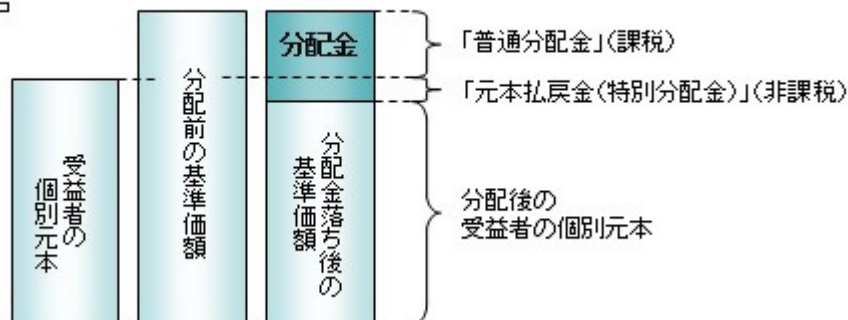 受益者の
個別元本
分配前の基準価額
分配金
分配金落ち後の
基準価額
「普通分配金」(課税)
「元本払戻金(特別分配金)」(非課税)
分配後の
受益者の個別元本